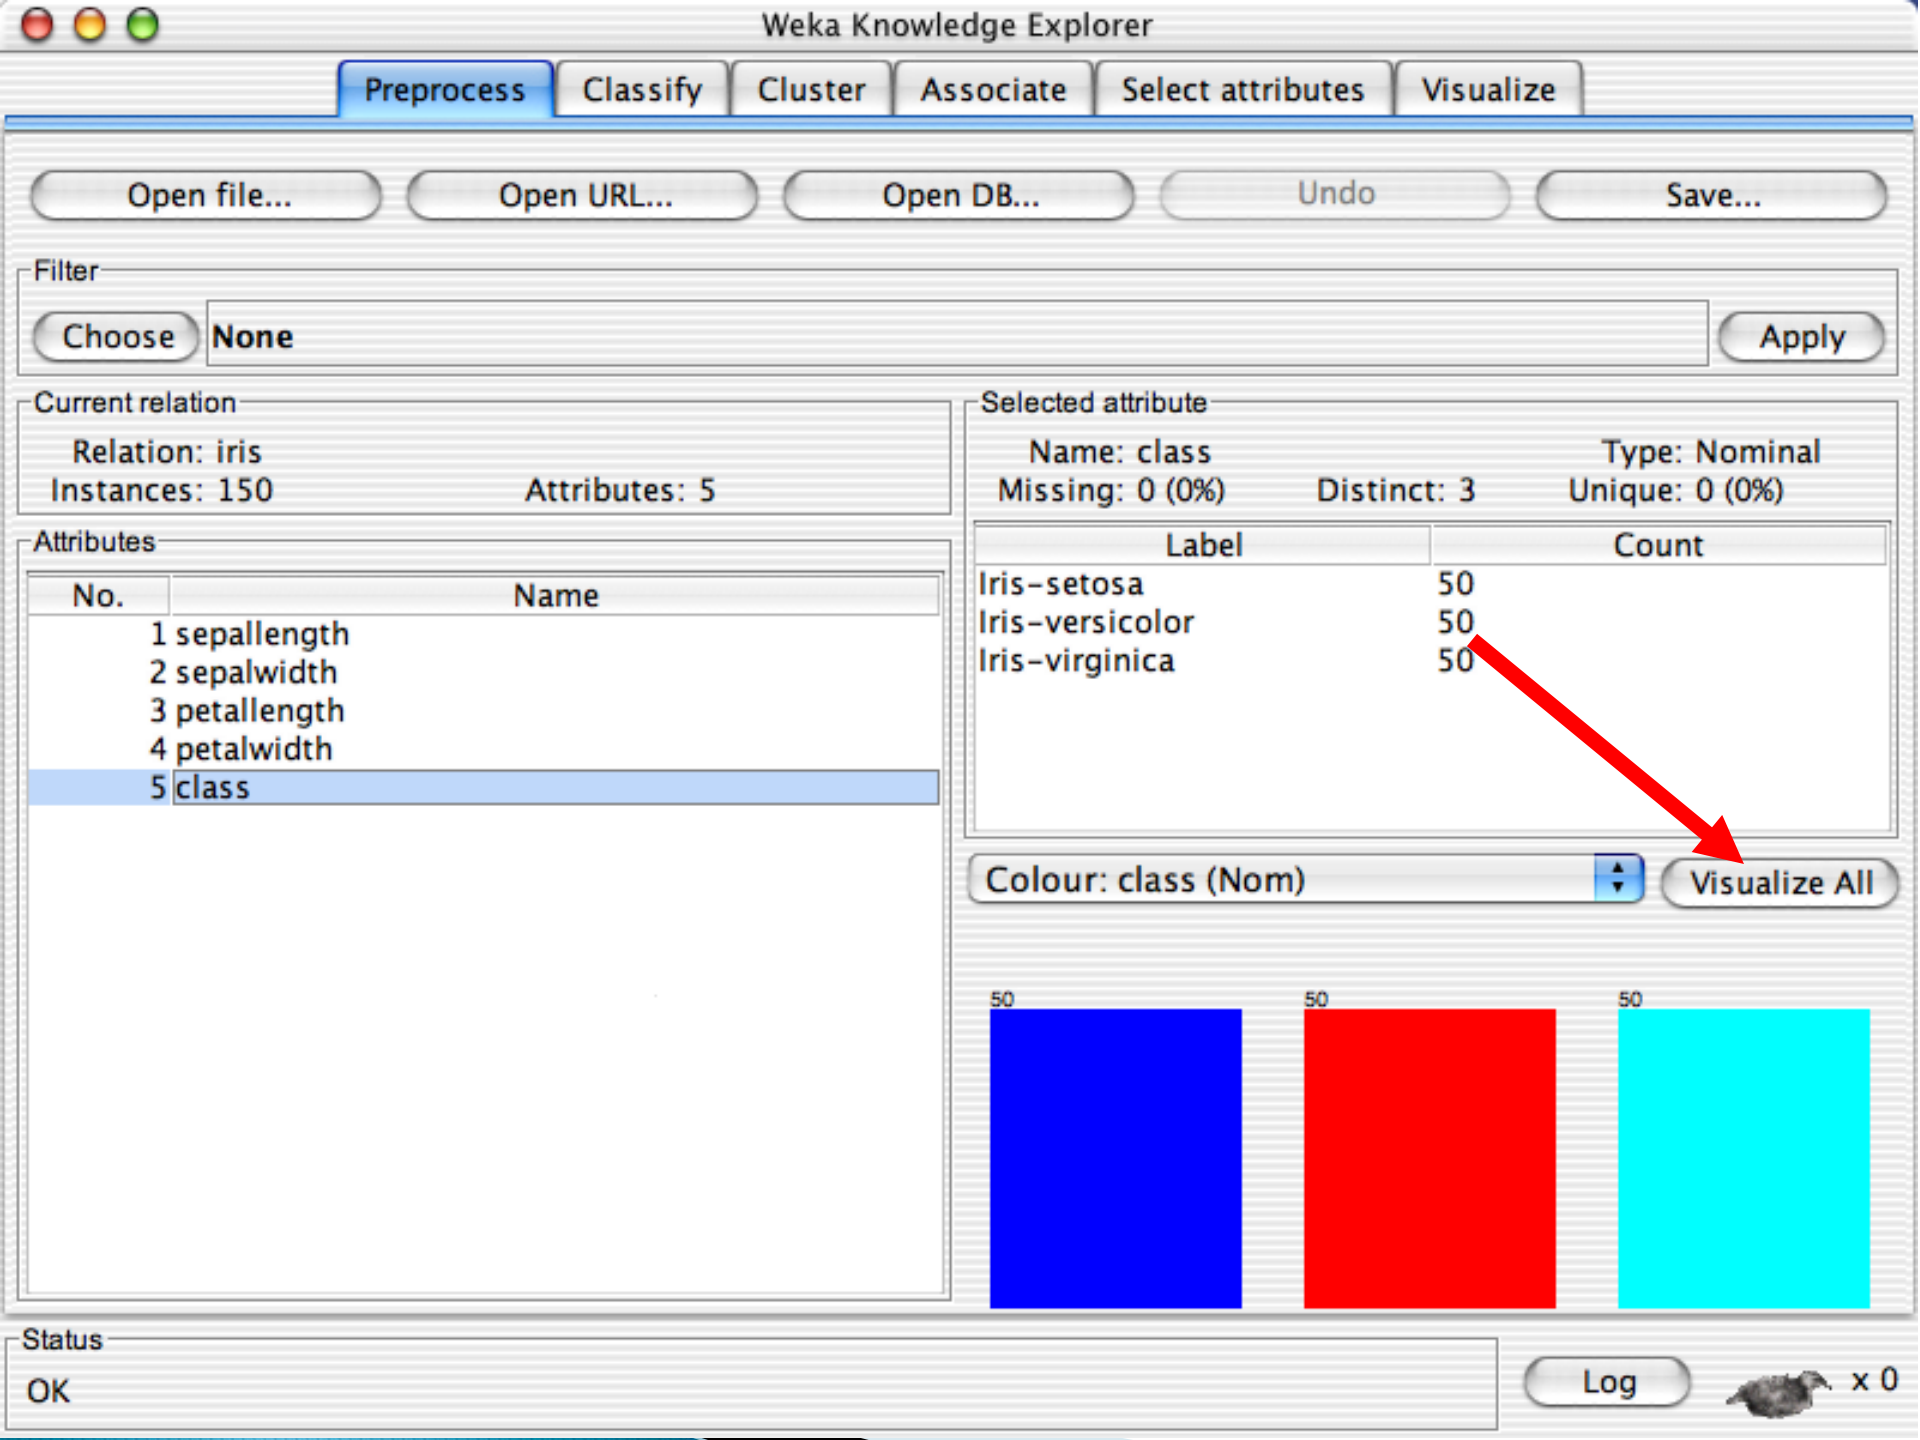 Weka Knowledge Explorer
Preprocess Classify Cluster Associate Select attributes Visualize
Open file... Open URL... Open DB... Undo Save...
Filter
Choose None Apply
Current relation
Relation: iris
Instances: 150 Attributes: 5
Attributes
No. Name
1 sepallength
2 sepalwidth
3 petallength
4 petalwidth
5 class
Selected attribute
Name: class Type: Nominal
Missing: 0 (0%) Distinct: 3 Unique: 0 (0%)
Label Count
Iris-setosa 50
Iris-versicolor 50
Iris-virginica 50
Colour: class (Nom) Visualize All
50 50 50
Status
OK
Log x 0